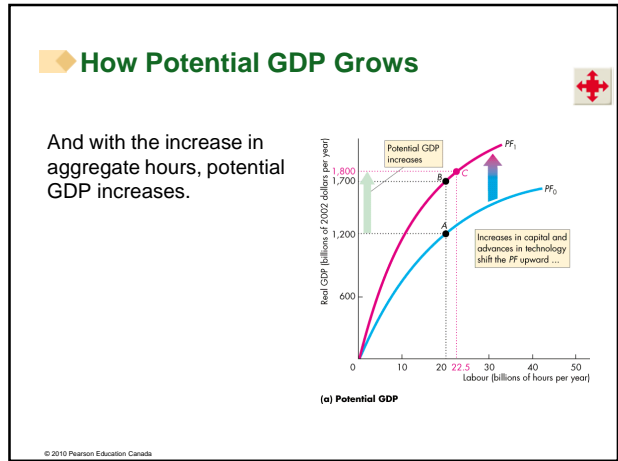 How Potential GDP Grows
And with the increase in
aggregate hours, potential
GDP increases.
Real GDP (billions of 2002 dollars per year)
Potential GDP
increases
PF1
1,800
1,700
B
C
PF0
1,200
A
Increases in capital and
advances in technology
shift the PF upward ...
600
0 10 20 22.5 30 40 50
Labour (billions of hours per year)
(a) Potential GDP
© 2010 Pearson Education Canada